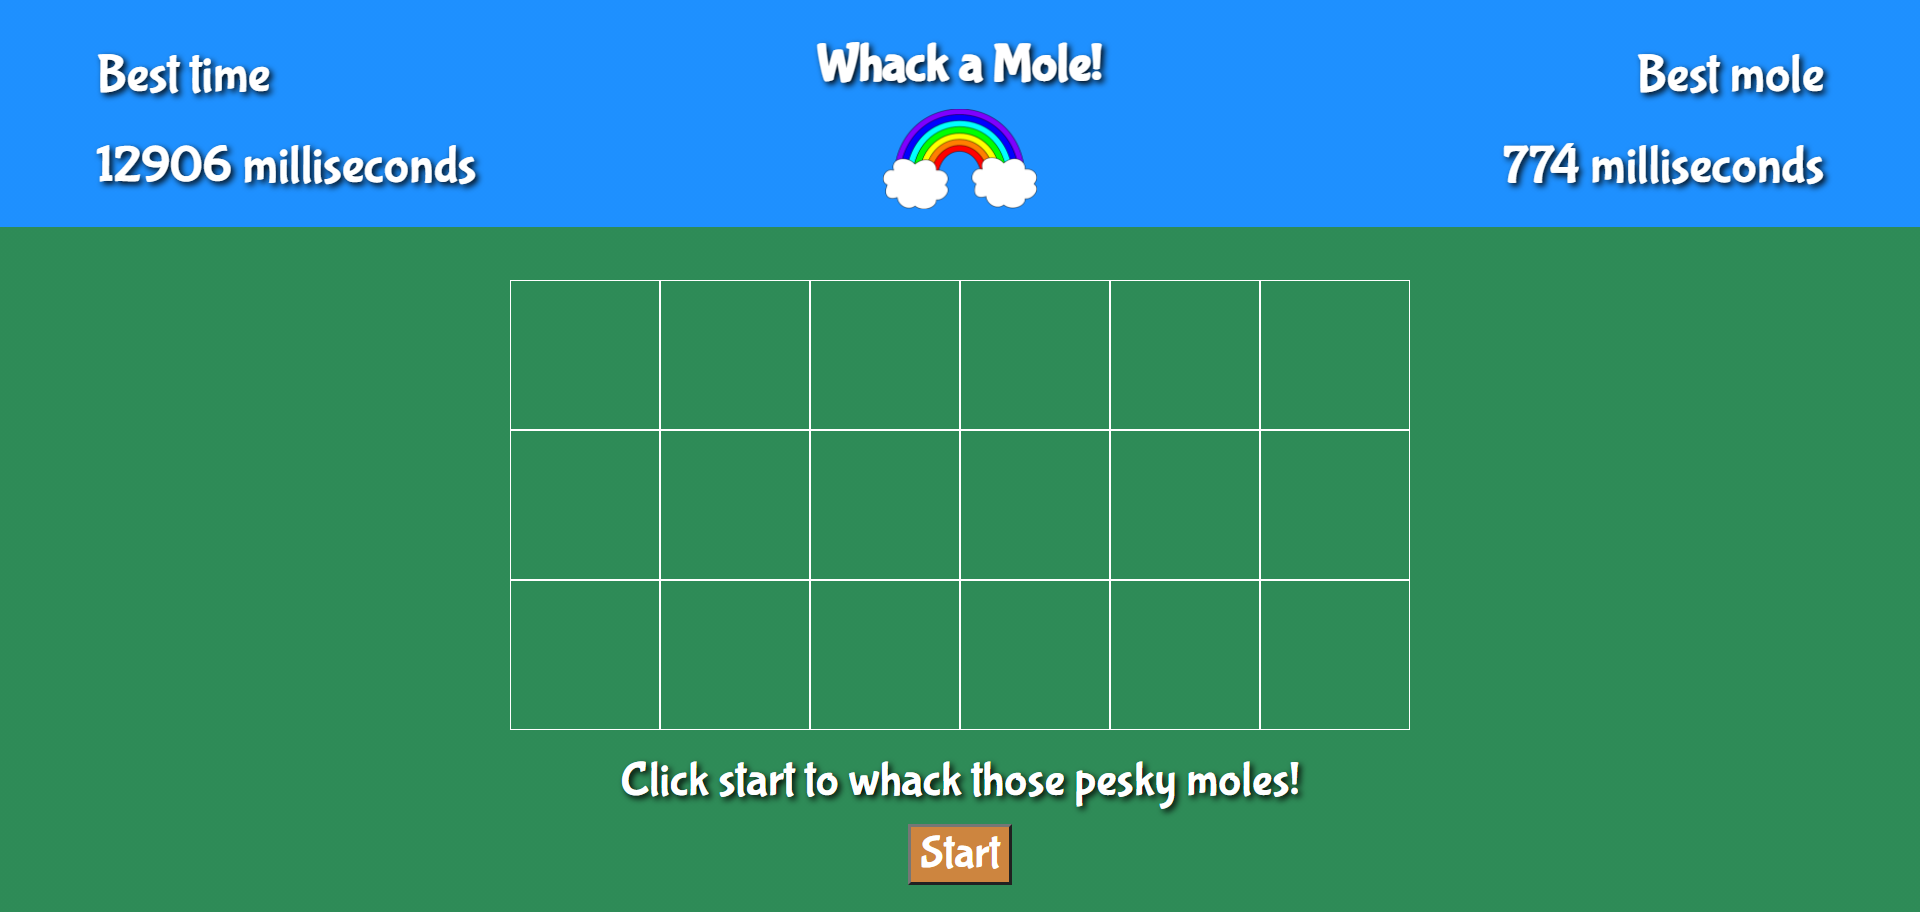 Best time
12906 milliseconds
Whack a Mole!
Best mole
774 milliseconds
Click start to whack those pesky moles!
Start